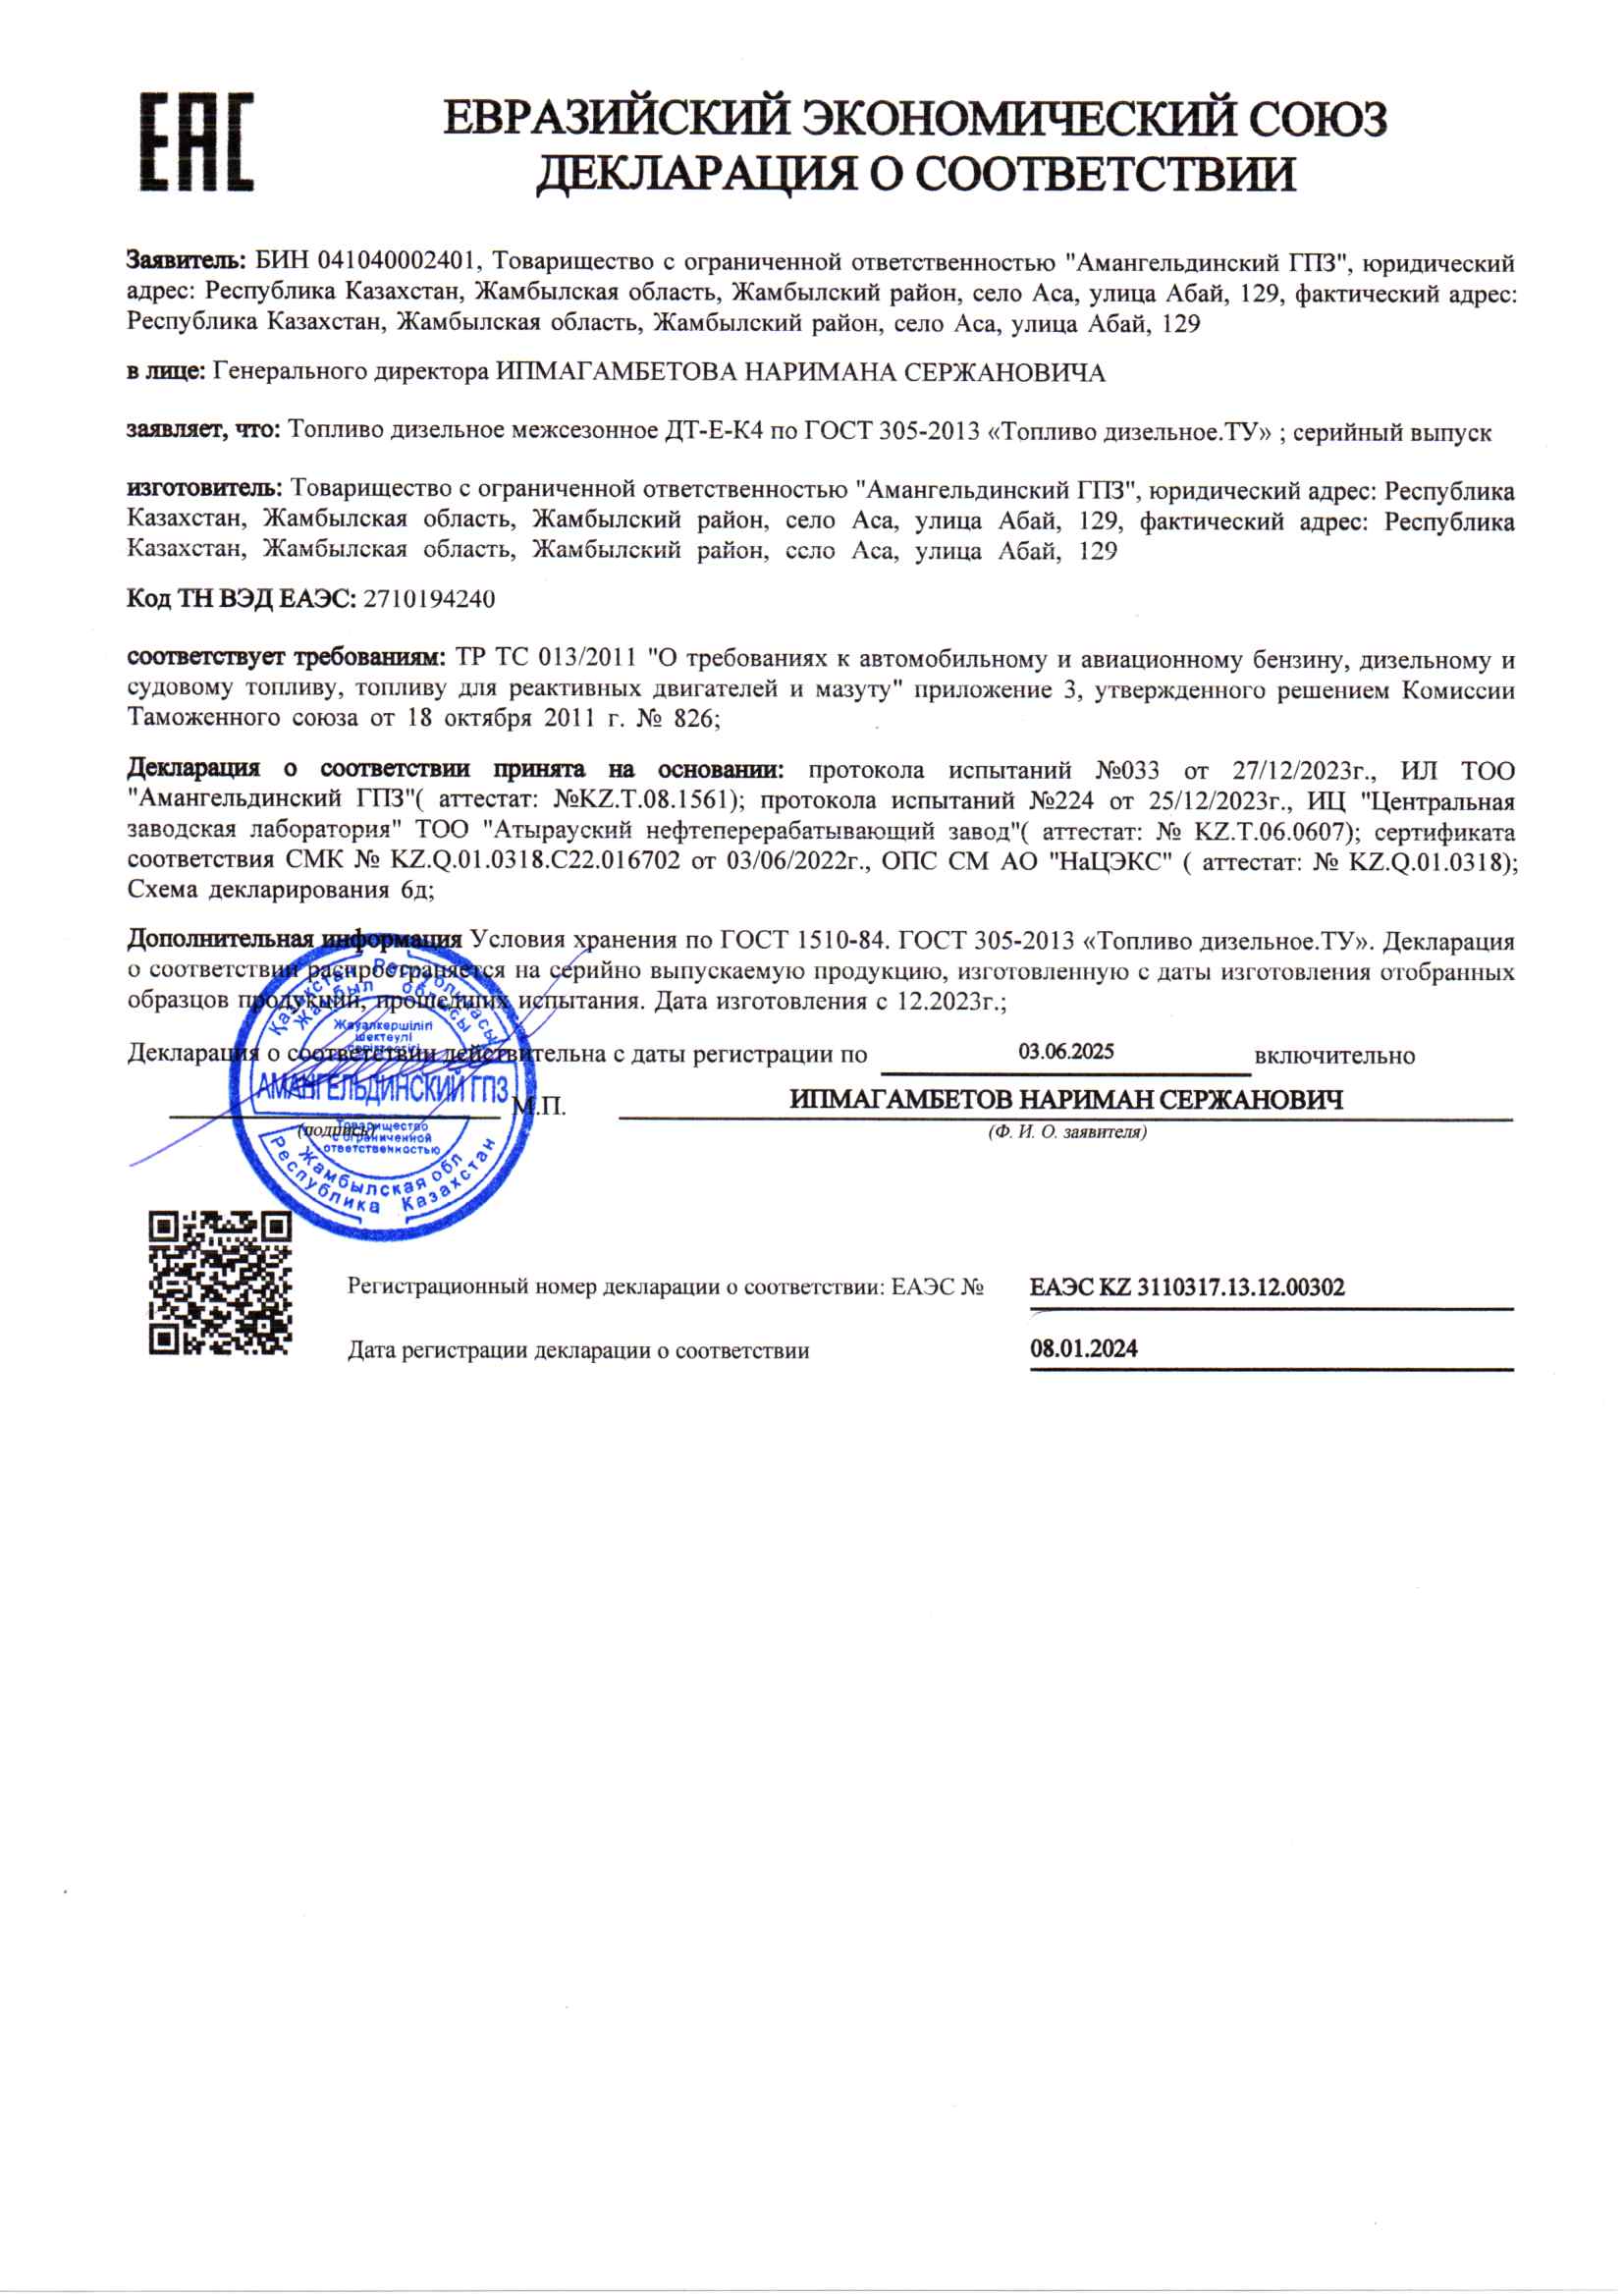 ЕАС
ЕВРАЗИЙСКИЙ ЭКОНОМИЧЕСКИЙ СОЮЗ
ДЕКЛАРАЦИЯ О СООТВЕТСТВИИ
Заявитель: БИН 041040002401, Товарищество с ограниченной ответственностью "Амангельдинский ГПЗ", юридический
адрес: Республика Казахстан, Жамбылская область, Жамбылский район, село Аса, улица Абай, 129, фактический адрес:
Республика Казахстан, Жамбылская область, Жамбылский район, село Аса, улица Абай, 129
в лице: Генерального директора ИПМАГАМБЕТОВА НАРИМАНА СЕРЖАНОВИЧА
заявляет, что: Топливо дизельное межсезонное ДТ-Е-К4 по ГОСТ 305-2013 «Топливо дизельное.ТУ» ; серийный выпуск
изготовитель: Товарищество с ограниченной ответственностью "Амангельдинский ГПЗ", юридический адрес: Республика
Казахстан, Жамбылская область, Жамбылский район, село Аса, улица Абай, 129, фактический адрес: Республика
Казахстан, Жамбылская область, Жамбылский район, село Аса, улица Абай, 129
Код ТН ВЭД ЕАЭС: 2710194240
соответствует требованиям: ТР ТС 013/2011 "О требованиях к автомобильному и авиационному бензину, дизельному и
судовому топливу, топливу для реактивных двигателей и мазуту" приложение 3, утвержденного решением Комиссии
Таможенного союза от 18 октября 2011 г. № 826;
Декларация о соответствии принята на основании: протокола испытаний №033 от 27/12/2023г., ИЛ ТОО
"Амангельдинский ГПЗ"( аттестат: №KZ.T.08.1561); протокола испытаний №224 от 25/12/2023г., ИЦ "Центральная
заводская лаборатория" ТОО "Атырауский нефтеперерабатывающий завод"( аттестат: № KZ.T.06.0607); сертификата
соответствия СМК № KZ.Q.01.0318.C22.016702 от 03/06/2022г., ОПС СМ АО "НаЦЭКС" ( аттестат: № KZ.Q.01.0318);
Схема декларирования 6д;
Дополнительная информация Условия хранения по ГОСТ 1510-84. ГОСТ 305-2013 «Топливо дизельное.ТУ». Декларация
о соответствии распространяется на серийно выпускаемую продукцию, изготовленную с даты изготовления отобранных
образцов продукции, прошедших испытания. Дата изготовления с 12.2023г.;
Декларация о соответствии действительна с даты регистрации по 03.06.2025 включительно
М.П. ИПМАГАМБЕТОВ НАРИМАН СЕРЖАНОВИЧ
(подпись) (Ф. И. О. заявителя)
Қазақстан Республикасы
Жамбыл облысы
Жауапкершілігі
шектеулі
серіктестігі
АМАНГЕЛЬДИНСКИЙ ГПЗ
Товарищество
с ограниченной
ответственностью
Жамбылская обл
Республика Казахстан
Регистрационный номер декларации о соответствии: ЕАЭС № ЕАЭС KZ 3110317.13.12.00302
Дата регистрации декларации о соответствии 08.01.2024